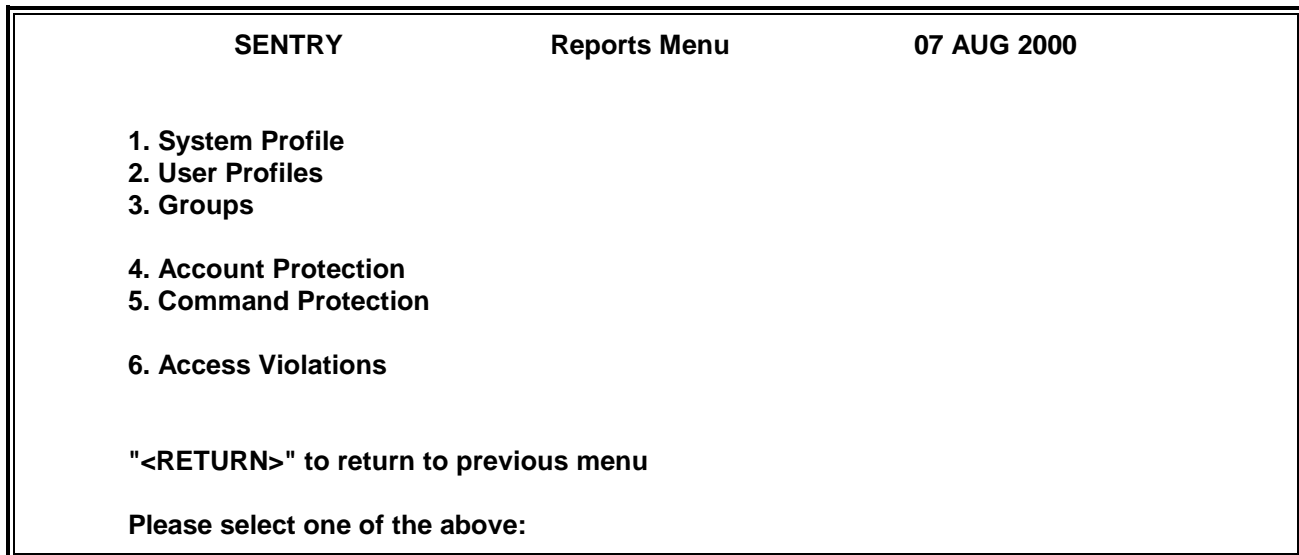 SENTRY Reports Menu 07 AUG 2000
1. System Profile
2. User Profiles
3. Groups
4. Account Protection
5. Command Protection
6. Access Violations
"<RETURN>" to return to previous menu
Please select one of the above: